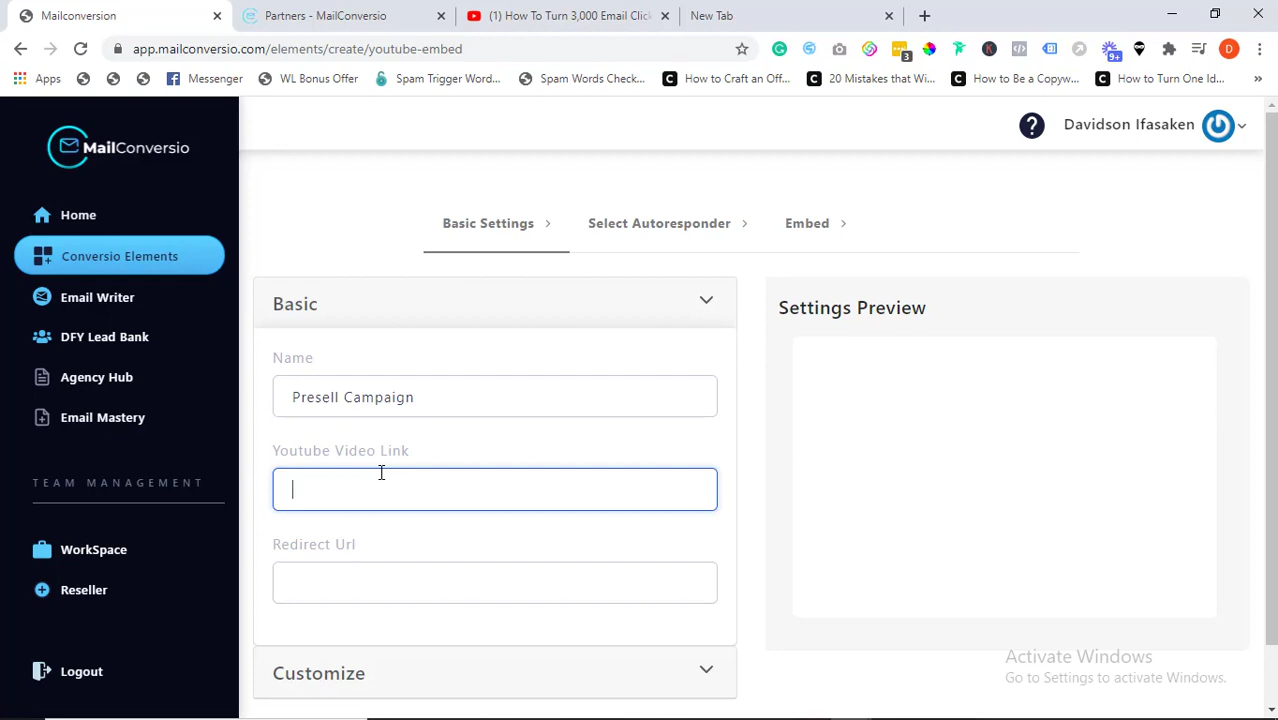 Mailconversion
Partners - MailConversio
(1) How To Turn 3,000 Email Click
New Tab
app.mailconversio.com/elements/create/youtube-embed
3
9+
D
Apps
Messenger
WL Bonus Offer
Spam Trigger Word...
Spam Words Check...
How to Craft an Off...
20 Mistakes that Wi...
How to Be a Copyw...
How to Turn One Id...
MailConversio
Davidson Ifasaken
Home
Conversio Elements
Email Writer
DFY Lead Bank
Agency Hub
Email Mastery
TEAM MANAGEMENT
WorkSpace
Reseller
Logout
Basic Settings
Select Autoresponder
Embed
Basic
Name
Presell Campaign
Youtube Video Link
Redirect Url
Customize
Settings Preview
Activate Windows
Go to Settings to activate Windows.